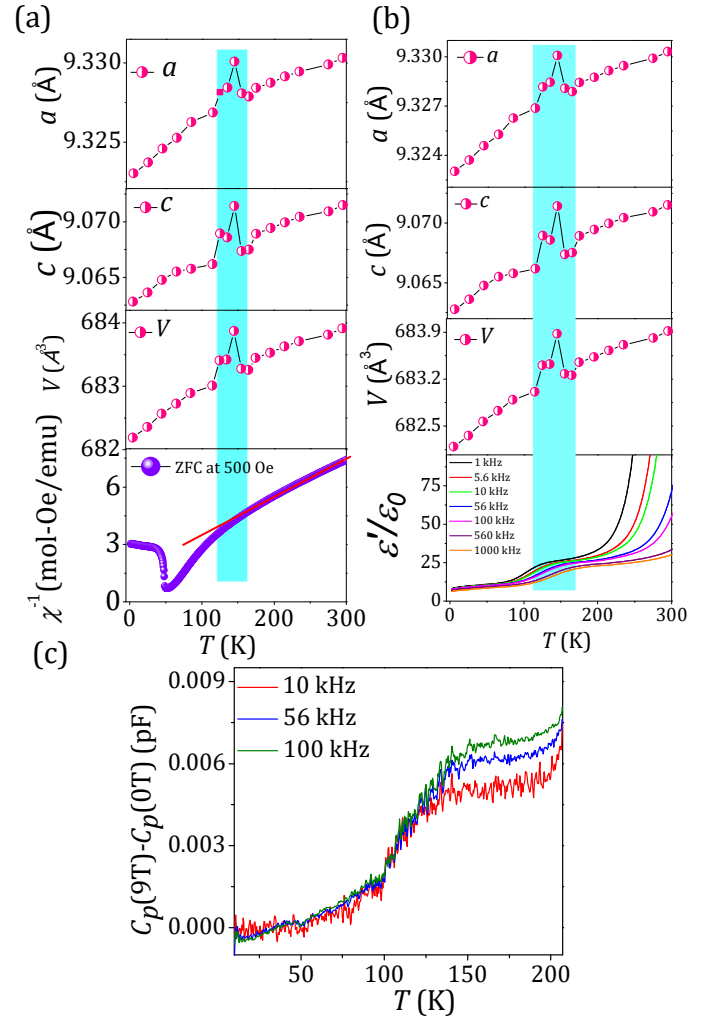 (a)
a (Å)
9.330
9.325
a
c (Å)
9.070
9.065
c
V (Å³)
684
683
682
V
χ⁻¹(mol-Oe/emu)
6
3
0
ZFC at 500 Oe
0 100 200 300
T (K)
(b)
a (Å)
9.330
9.327
9.324
a
c (Å)
9.070
9.065
c
V (Å³)
683.9
683.2
682.5
V
ε'/ε₀
75
50
25
0
1 kHz
5.6 kHz
10 kHz
56 kHz
100 kHz
560 kHz
1000 kHz
0 100 200 300
T (K)
(c)
C_p(9T)-C_p(0T) (pF)
0.009
0.006
0.003
0.000
10 kHz
56 kHz
100 kHz
50 100 150 200
T (K)